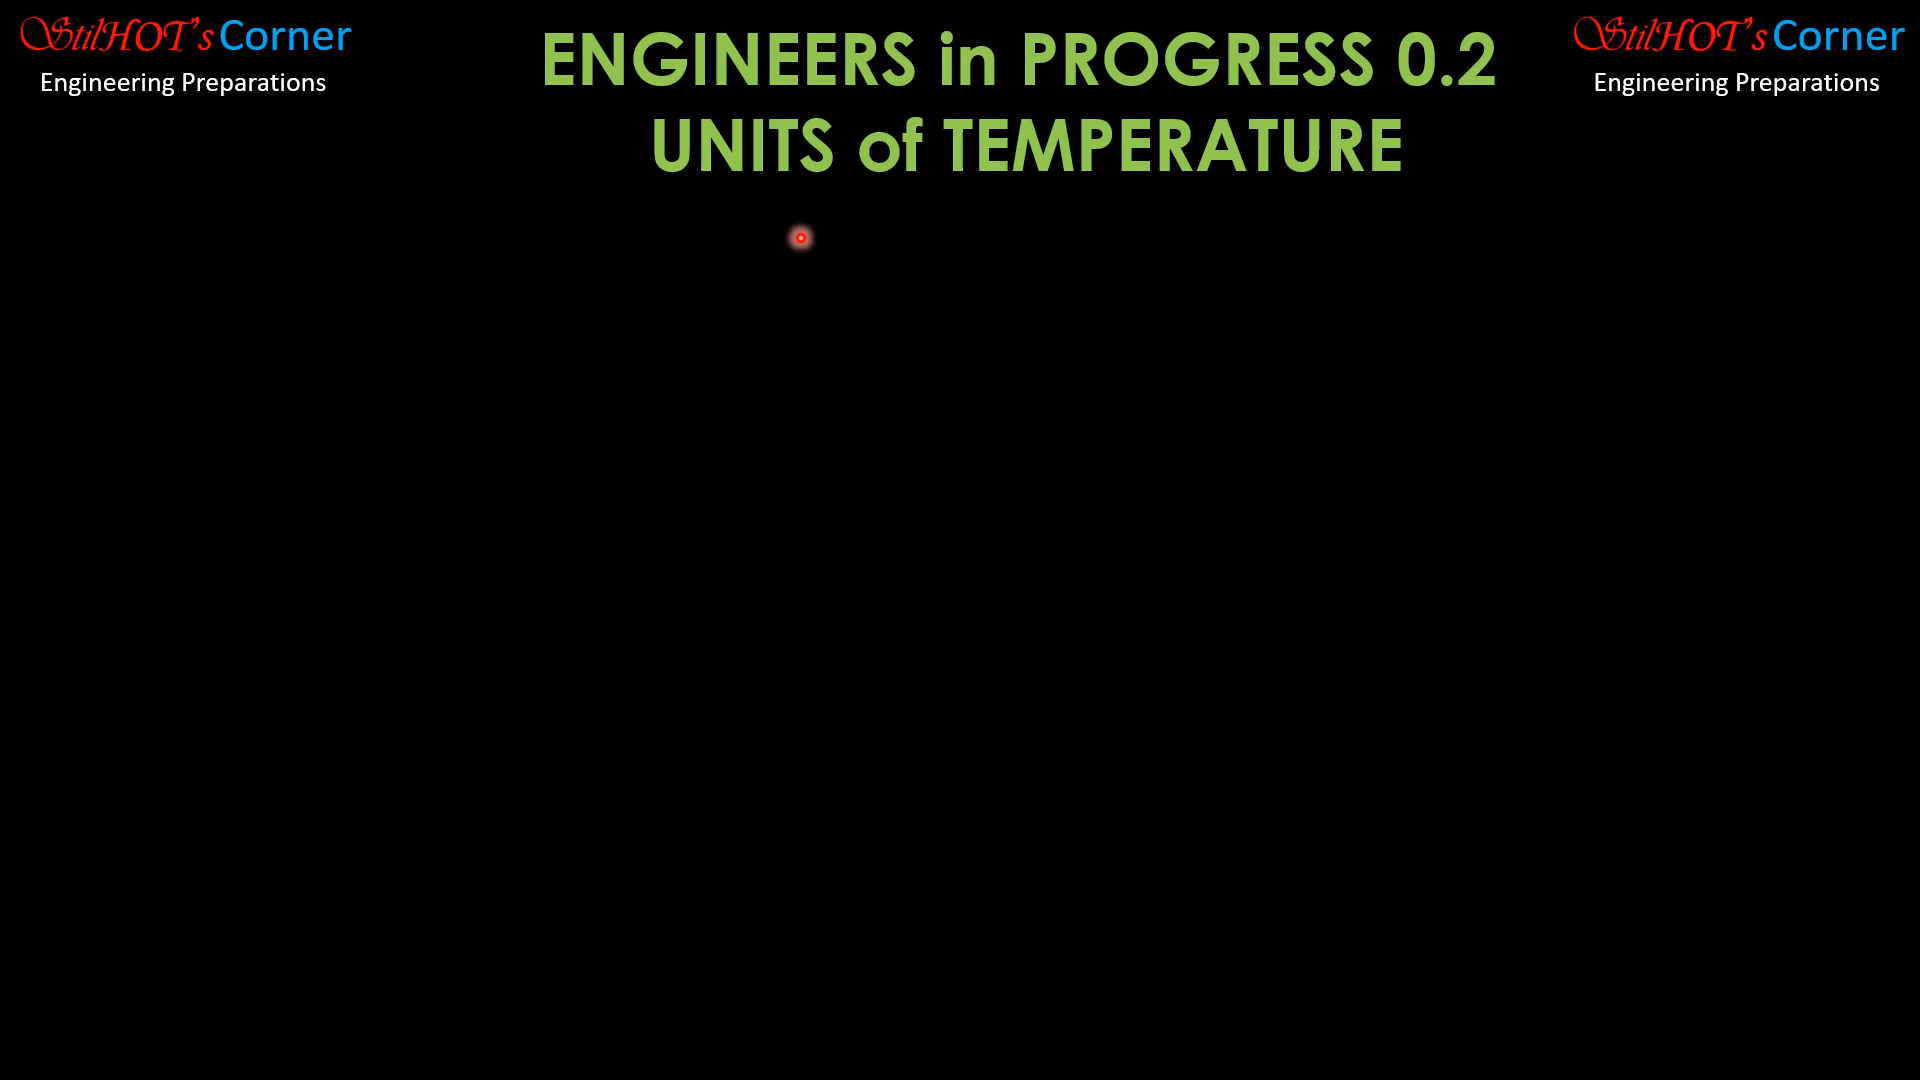 StilHOT's Corner
Engineering Preparations
ENGINEERS in PROGRESS 0.2
UNITS of TEMPERATURE
StilHOT's Corner
Engineering Preparations